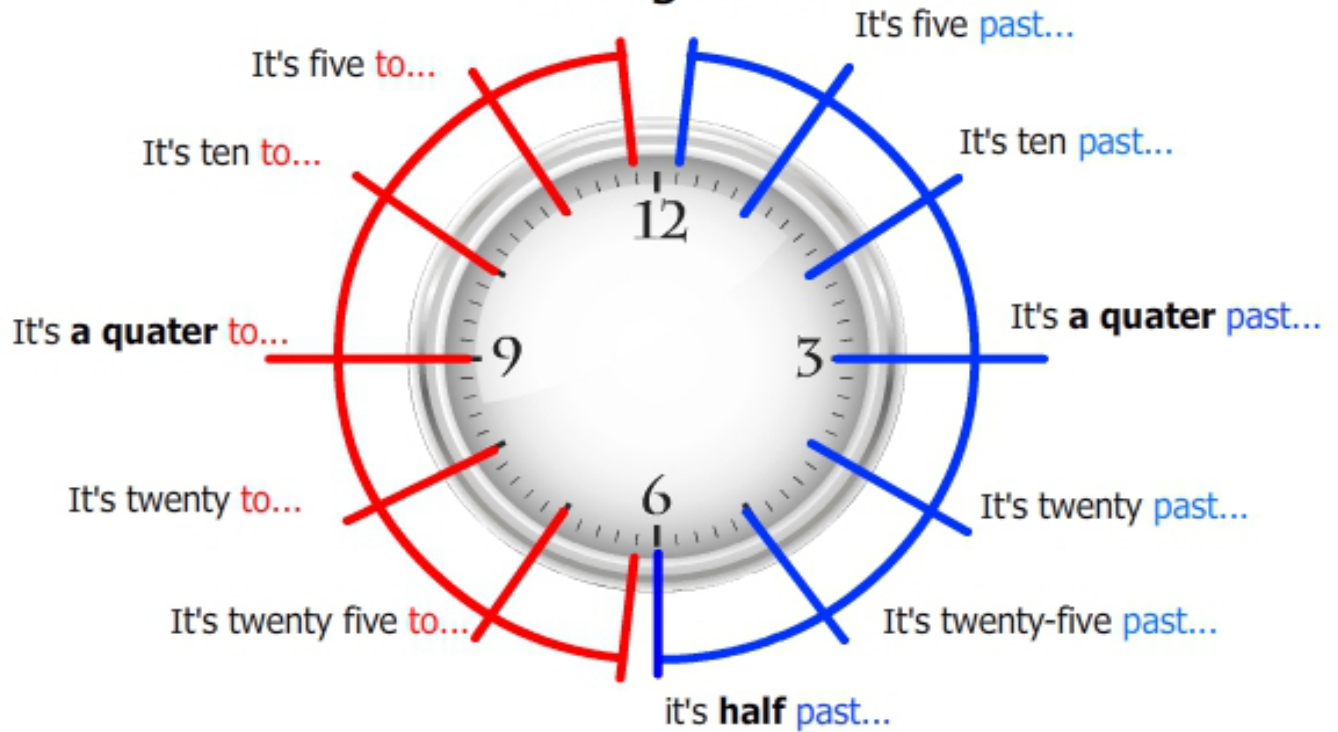 It's five past...
It's five to...
It's ten past...
It's ten to...
12
It's a quater past...
It's a quater to...
9
3
6
It's twenty to...
It's twenty past...
It's twenty five to...
It's twenty-five past...
it's half past...